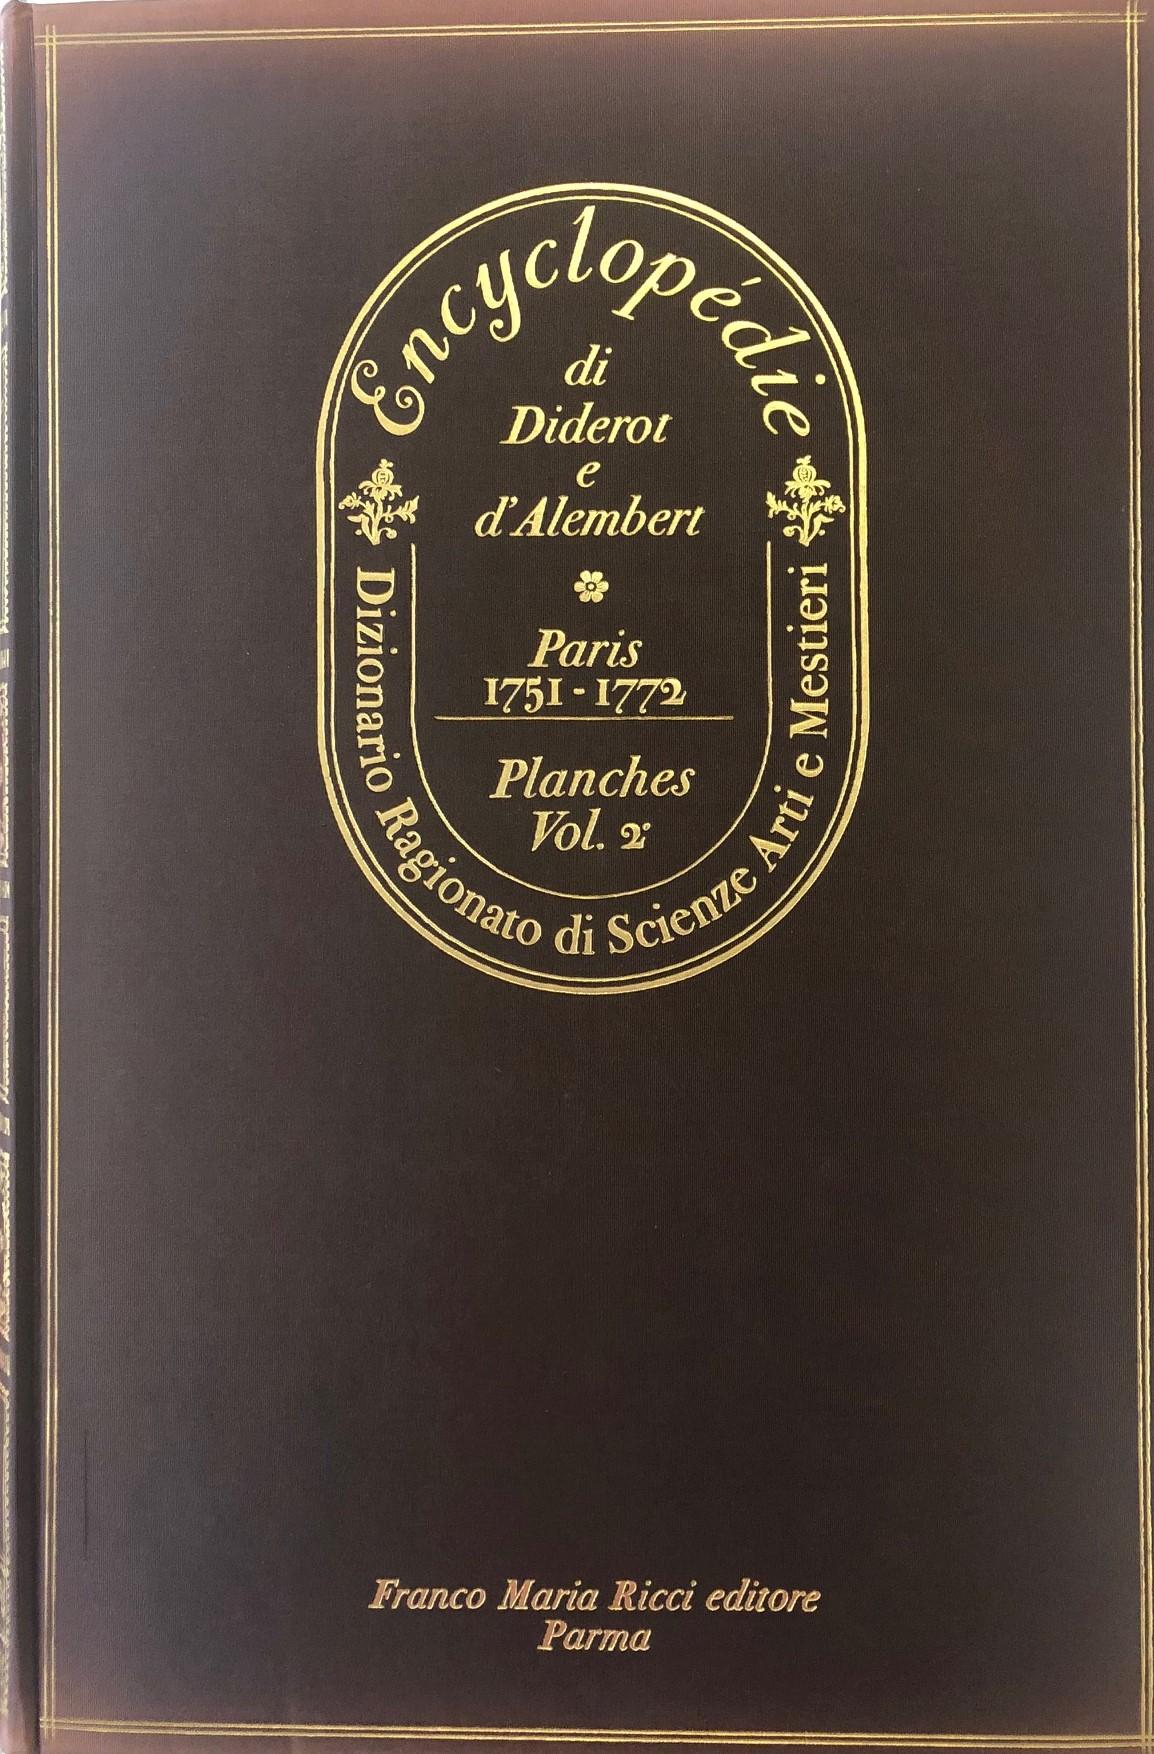 Encyclopédie
di
Diderot
e
d'Alembert
Paris
1751-1772
Planches
Vol. 2°
Dizionario Ragionato di Scienze Arti e Mestieri
Franco Maria Ricci editore
Parma